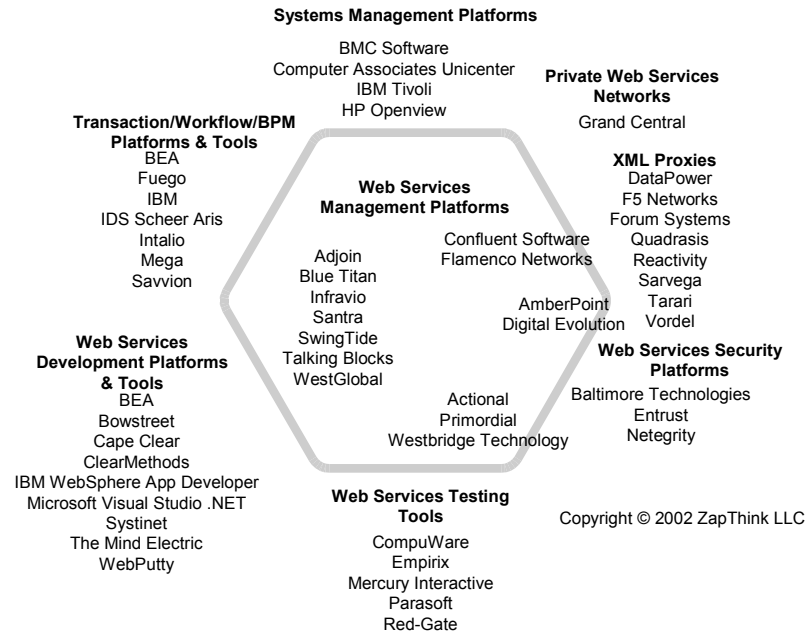 Systems Management Platforms
BMC Software
Computer Associates Unicenter
IBM Tivoli
HP Openview
Private Web Services
Networks
Grand Central
Transaction/Workflow/BPM
Platforms & Tools
BEA
Fuego
IBM
IDS Scheer Aris
Intalio
Mega
Savvion
XML Proxies
DataPower
F5 Networks
Forum Systems
Quadrasis
Reactivity
Sarvega
Tarari
Vordel
Web Services
Management Platforms
Confluent Software
Flamenco Networks
Adjoin
Blue Titan
Infravio
Santra
SwingTide
Talking Blocks
WestGlobal
AmberPoint
Digital Evolution
Actional
Primordial
Westbridge Technology
Web Services
Development Platforms
& Tools
BEA
Bowstreet
Cape Clear
ClearMethods
IBM WebSphere App Developer
Microsoft Visual Studio .NET
Systinet
The Mind Electric
WebPutty
Web Services Security
Platforms
Baltimore Technologies
Entrust
Netegrity
Web Services Testing
Tools
CompuWare
Empirix
Mercury Interactive
Parasoft
Red-Gate
Copyright © 2002 ZapThink LLC